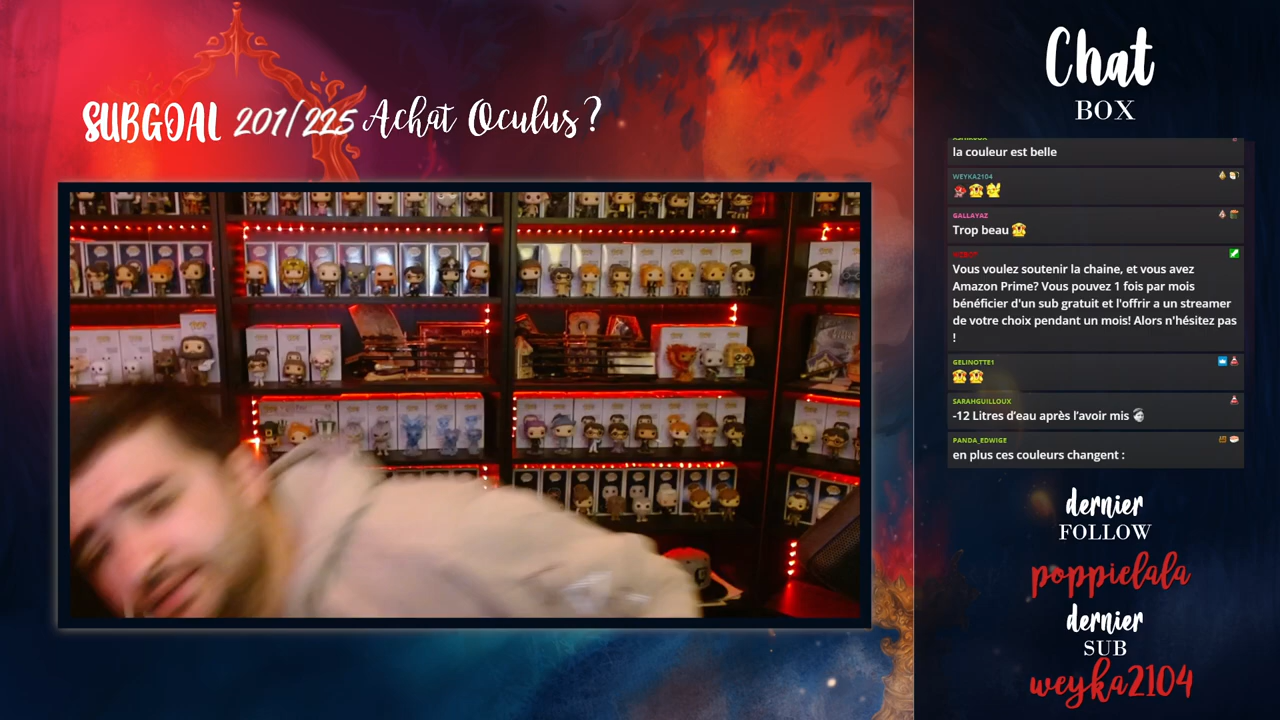 SUBGOAL 201/225 Achat Oculus ?
Chat
BOX
la couleur est belle
WEYKA2104
GALLAYAZ
Trop beau
Vous voulez soutenir la chaine, et vous avez
Amazon Prime? Vous pouvez 1 fois par mois
bénéficier d'un sub gratuit et l'offrir a un streamer
de votre choix pendant un mois! Alors n'hésitez pas
!
GELINOTTE1
SARAHGUILLOUX
-12 Litres d’eau après l’avoir mis
PANDA_EDWIGE
en plus ces couleurs changent :
dernier
FOLLOW
poppielala
dernier
SUB
weyka2104